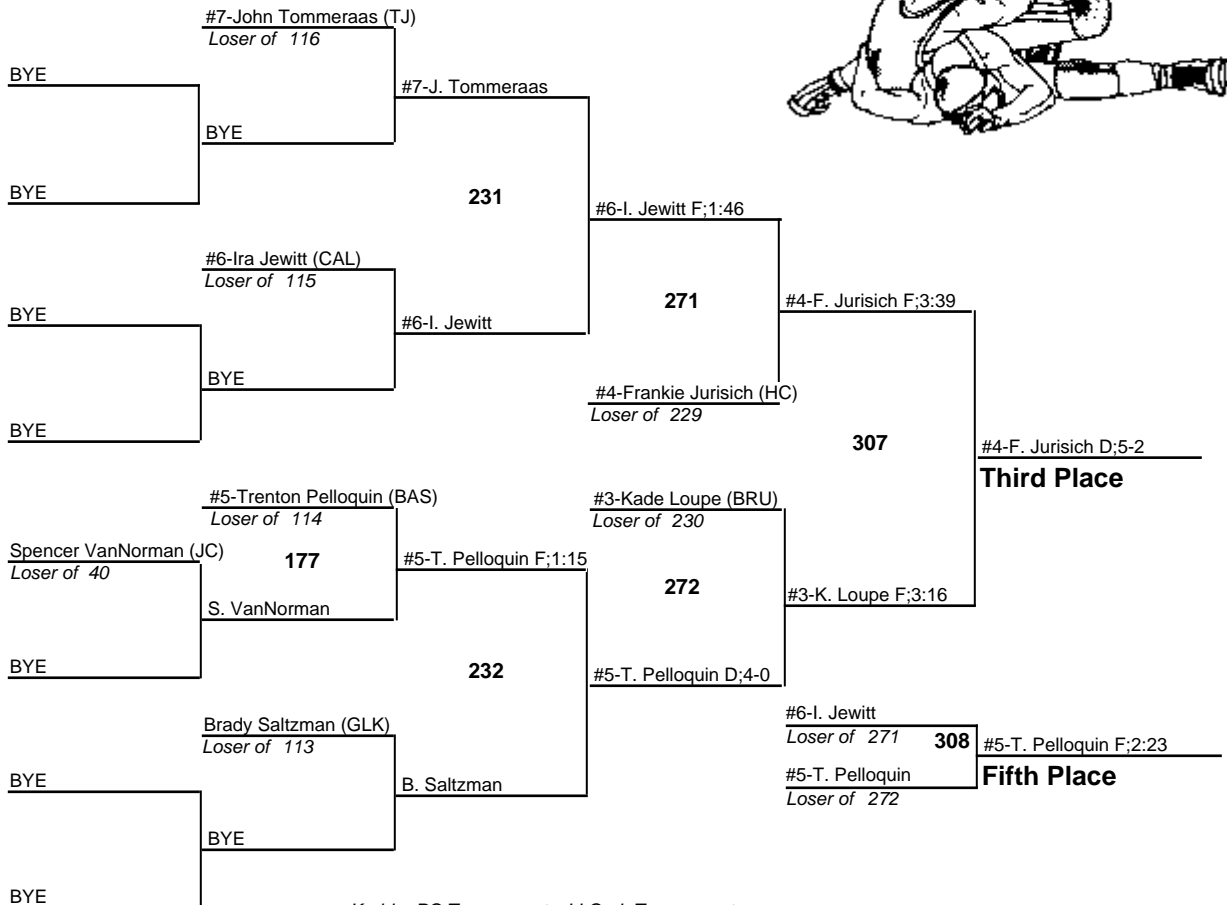 #7-John Tommeraas (TJ)
Loser of 116
BYE
#7-J. Tommeraas
BYE
BYE
231
#6-I. Jewitt F;1:46
#6-Ira Jewitt (CAL)
Loser of 115
BYE
#6-I. Jewitt
271
#4-F. Jurisich F;3:39
BYE
#4-Frankie Jurisich (HC)
Loser of 229
BYE
307
#4-F. Jurisich D;5-2
Third Place
#5-Trenton Pelloquin (BAS)
Loser of 114
#3-Kade Loupe (BRU)
Loser of 230
Spencer VanNorman (JC)
Loser of 40
177
#5-T. Pelloquin F;1:15
272
#3-K. Loupe F;3:16
S. VanNorman
BYE
232
#5-T. Pelloquin D;4-0
Brady Saltzman (GLK)
Loser of 113
#6-I. Jewitt
Loser of 271
308
#5-T. Pelloquin F;2:23
Fifth Place
#5-T. Pelloquin
Loser of 272
BYE
B. Saltzman
BYE
BYE